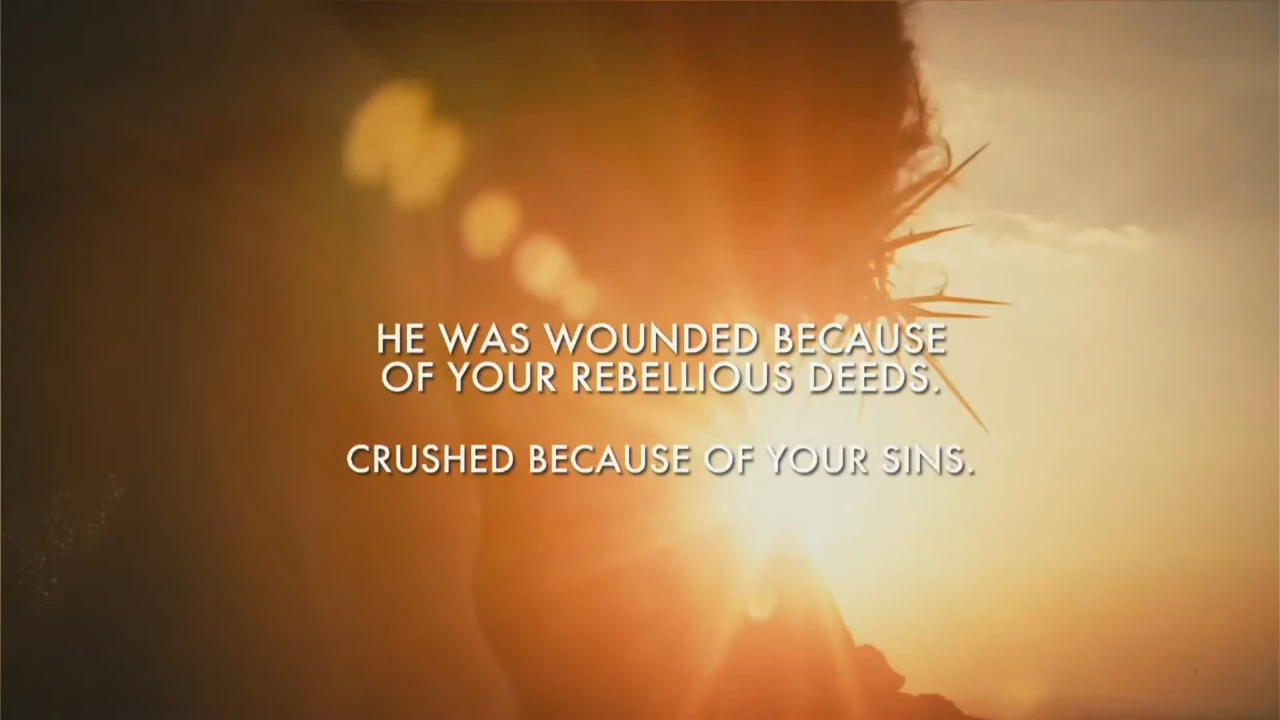 HE WAS WOUNDED BECAUSE
OF YOUR REBELLIOUS DEEDS.
CRUSHED BECAUSE OF YOUR SINS.